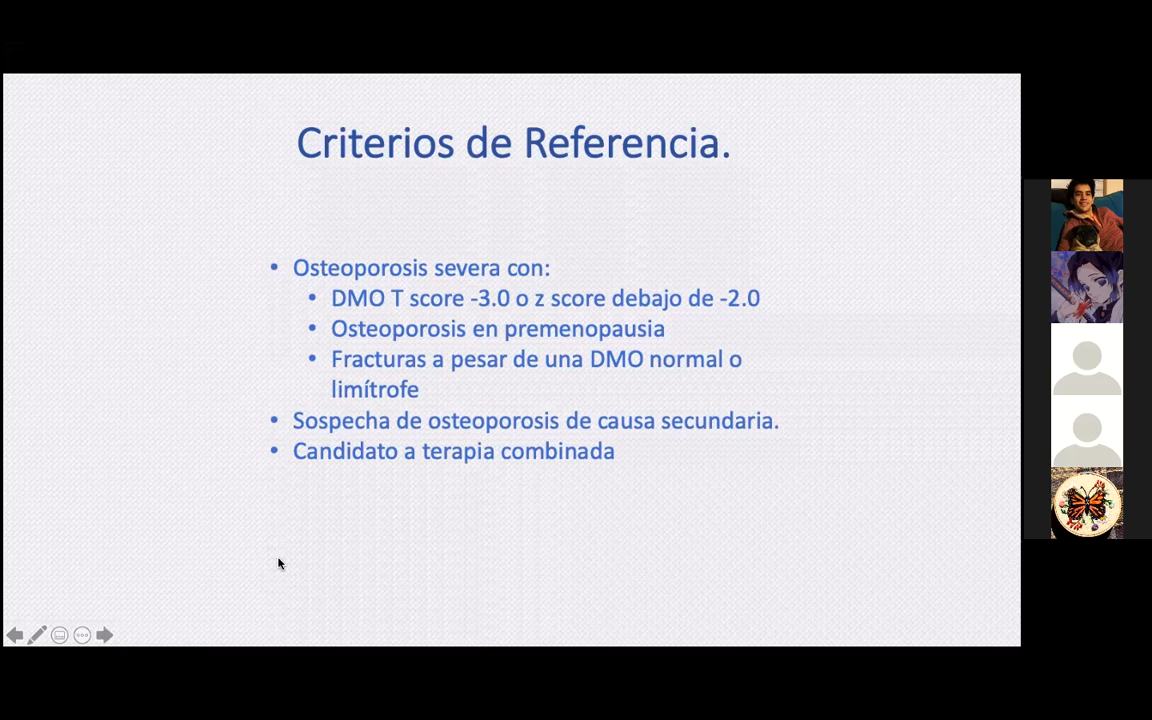 Criterios de Referencia.
• Osteoporosis severa con:
• DMO T score -3.0 o z score debajo de -2.0
• Osteoporosis en premenopausia
• Fracturas a pesar de una DMO normal o
limítrofe
• Sospecha de osteoporosis de causa secundaria.
• Candidato a terapia combinada